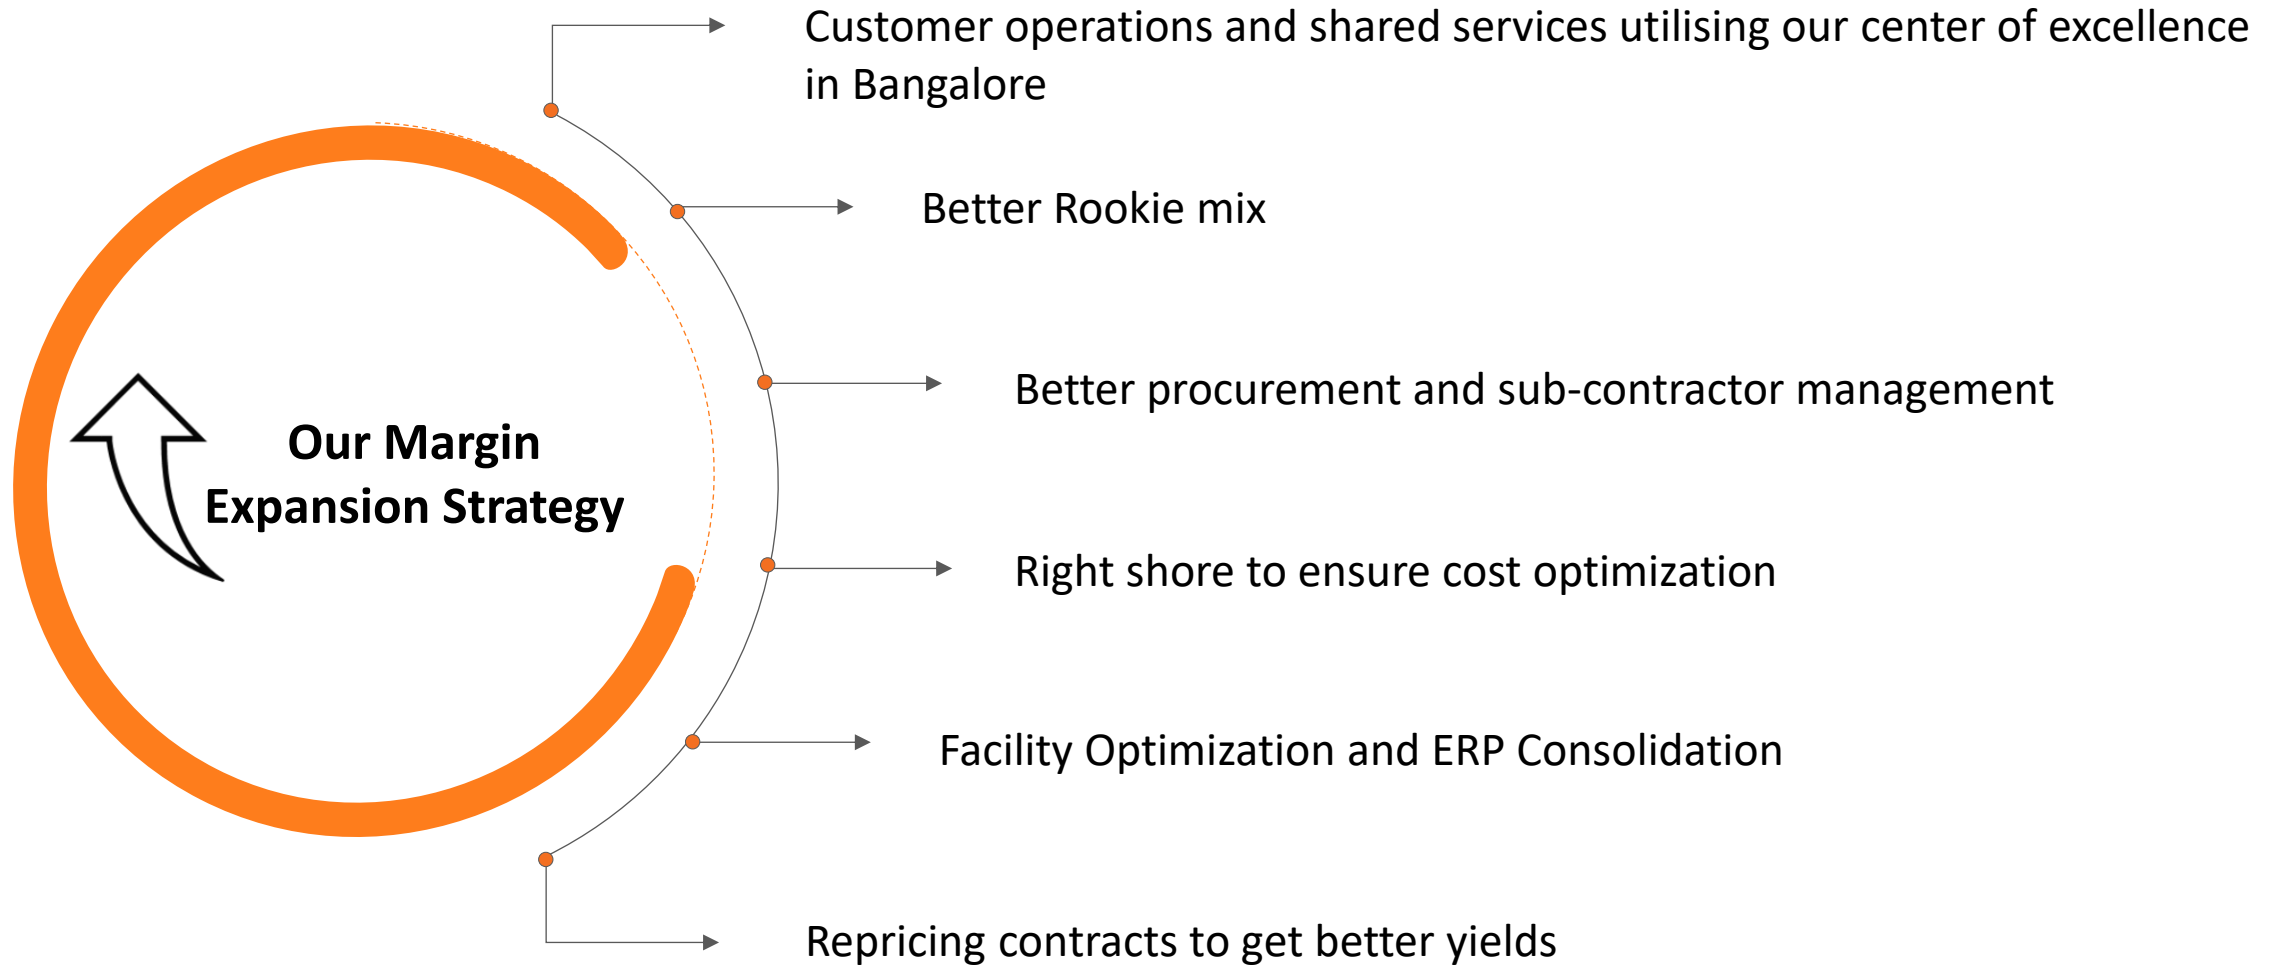 Customer operations and shared services utilising our center of excellence
in Bangalore
Better Rookie mix
Better procurement and sub-contractor management
Our Margin
Expansion Strategy
Right shore to ensure cost optimization
Facility Optimization and ERP Consolidation
Repricing contracts to get better yields